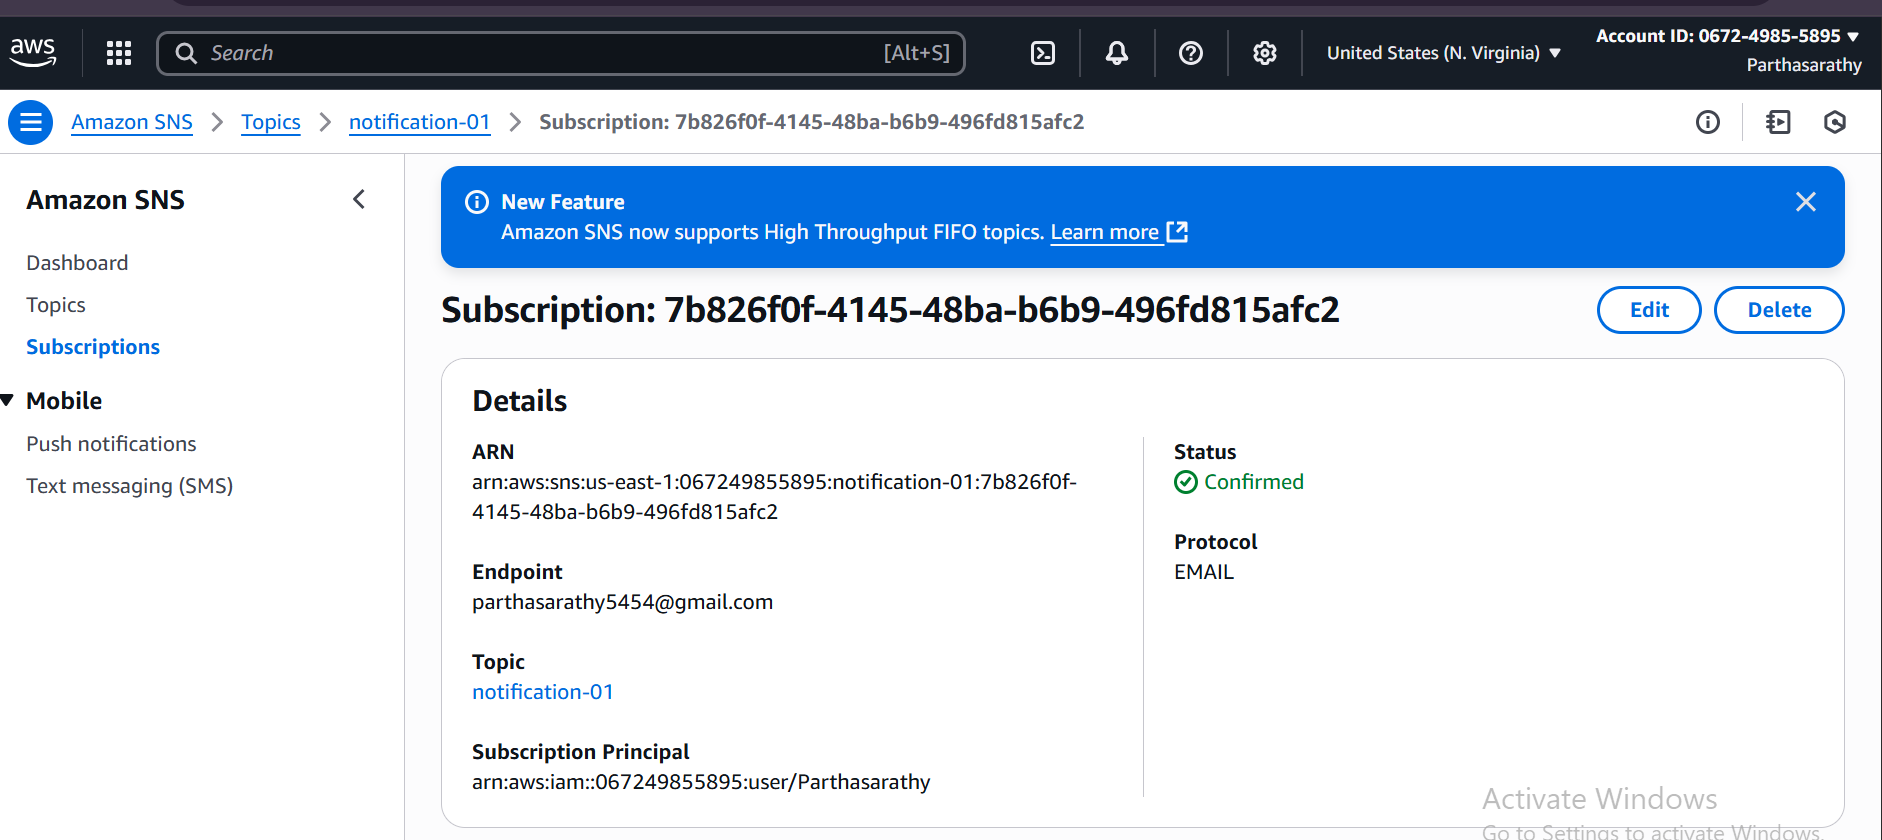 aws
Search [Alt+S]
United States (N. Virginia)
Account ID: 0672-4985-5895
Parthasarathy
Amazon SNS > Topics > notification-01 > Subscription: 7b826f0f-4145-48ba-b6b9-496fd815afc2
Amazon SNS
Dashboard
Topics
Subscriptions
Mobile
Push notifications
Text messaging (SMS)
New Feature
Amazon SNS now supports High Throughput FIFO topics. Learn more
Subscription: 7b826f0f-4145-48ba-b6b9-496fd815afc2
Edit
Delete
Details
ARN
arn:aws:sns:us-east-1:067249855895:notification-01:7b826f0f-
4145-48ba-b6b9-496fd815afc2
Endpoint
parthasarathy5454@gmail.com
Topic
notification-01
Subscription Principal
arn:aws:iam::067249855895:user/Parthasarathy
Status
Confirmed
Protocol
EMAIL
Activate Windows
Go to Settings to activate Windows.